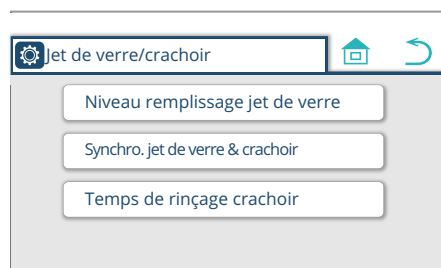 Jet de verre/crachoir
Niveau remplissage jet de verre
Synchro. jet de verre & crachoir
Temps de rinçage crachoir